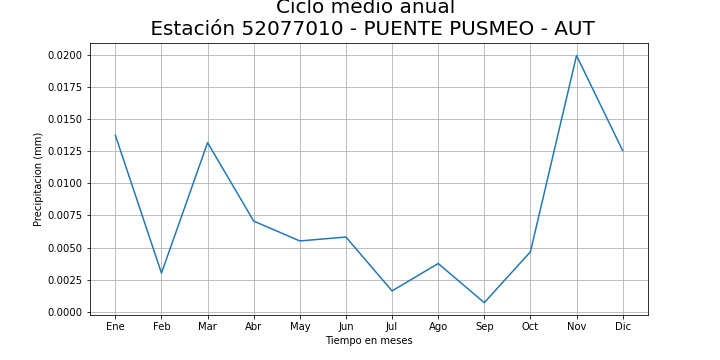 Ciclo medio anual
Estación 52077010 - PUENTE PUSMEO - AUT
0.0200
0.0175
0.0150
0.0125
0.0100
0.0075
0.0050
0.0025
0.0000
Precipitacion (mm)
Ene Feb Mar Abr May Jun Jul Ago Sep Oct Nov Dic
Tiempo en meses